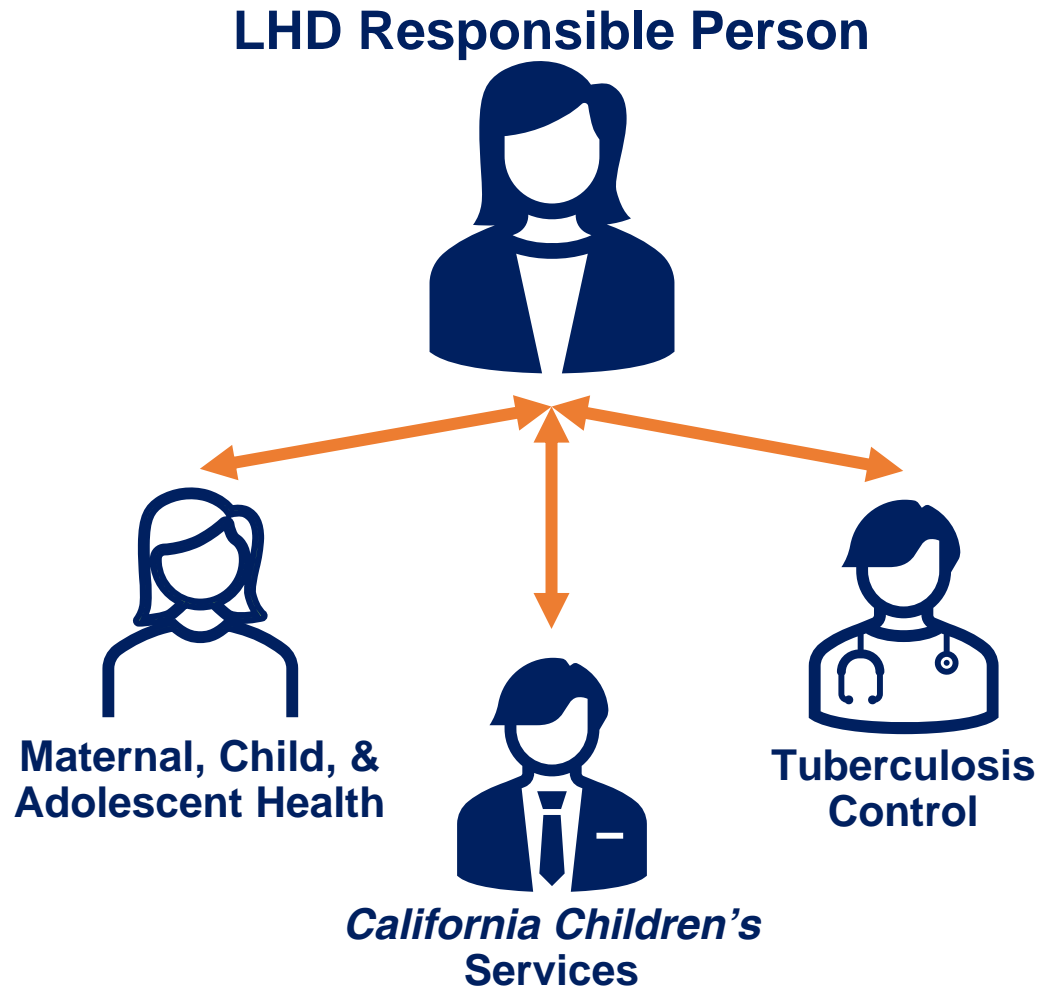 LHD Responsible Person
Maternal, Child, &
Adolescent Health
Tuberculosis
Control
California Children's
Services